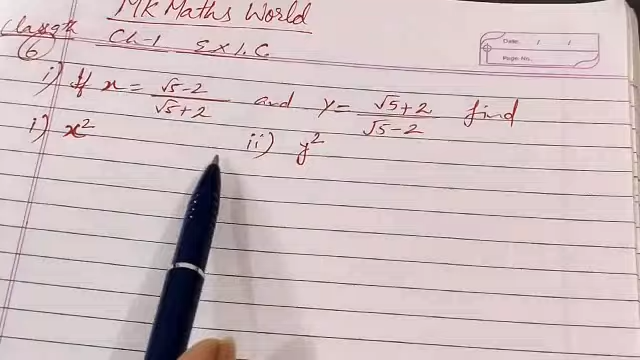 MK Maths World
Class 9th
Ch-1 Ex 1.C
Date: / /
Page No.
6
i) If x = √5-2/√5+2 and y = √5+2/√5-2 find
i) x² ii) y²